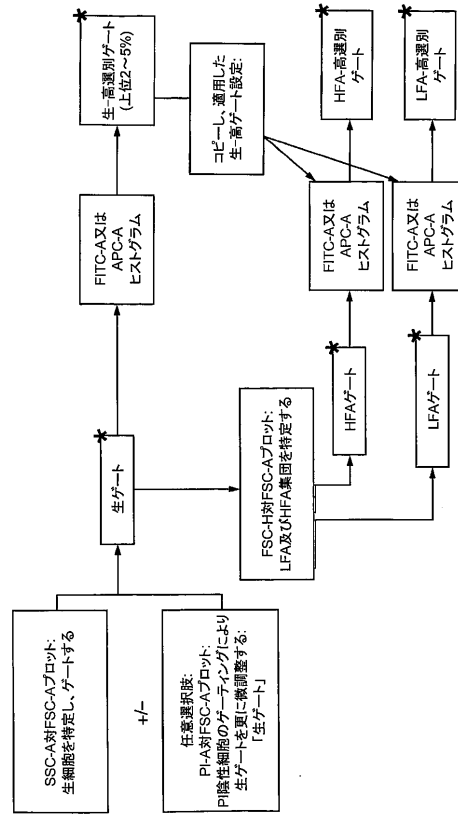 SSC-A対FSC-Aプロット:
生細胞を特定し、ゲートする
+/–
任意選択肢:
PI-A対FSC-Aプロット:
PI陰性細胞のゲーティングにより
生ゲートを更に微調整する:
「生ゲート」
生ゲート
*
FITC-A又は
APC-A
ヒストグラム
生–高選別ゲート
(上位2~5%)
*
コピーし、適用した
生–高ゲート設定:
FSC-H対FSC-Aプロット:
LFA及びHFA集団を特定する
HFAゲート
*
FITC-A又は
APC-A
ヒストグラム
HFA-高選別
ゲート
*
LFAゲート
*
FITC-A又は
APC-A
ヒストグラム
LFA-高選別
ゲート
*